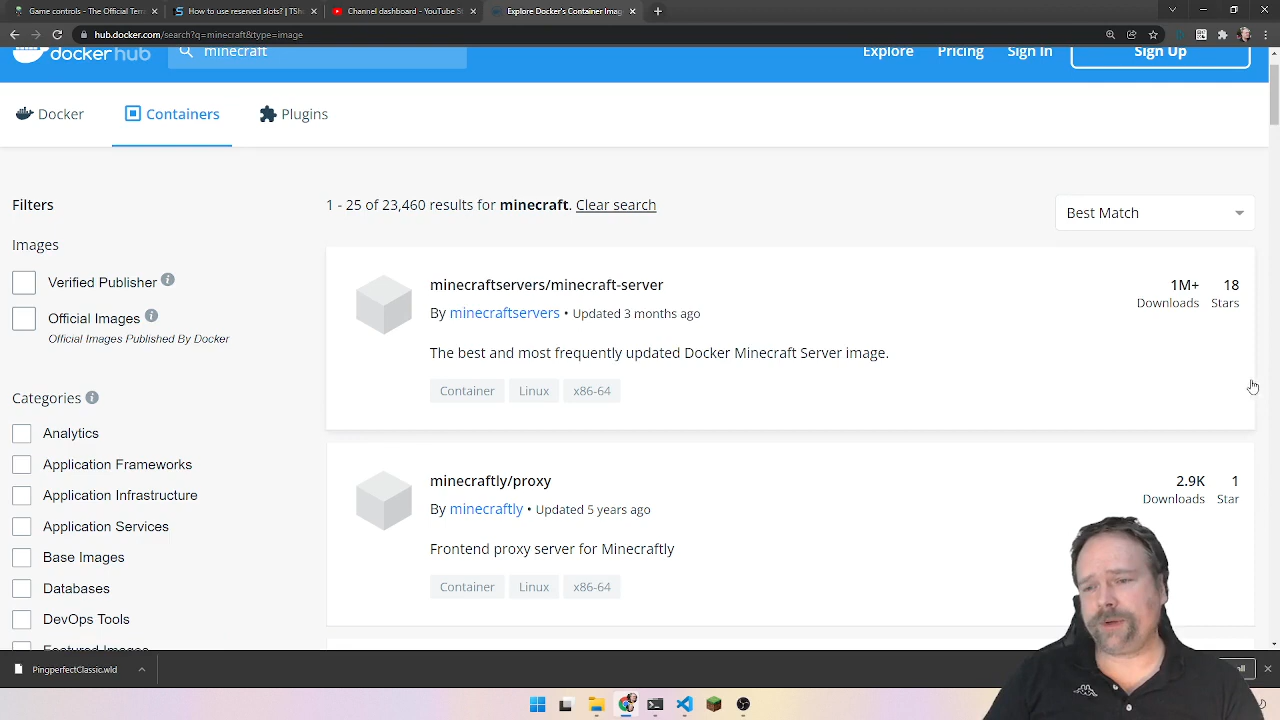 Game controls - The Official Terr
How to use reserved slots? | TSho
Channel dashboard - YouTube St
Explore Docker's Container Imag
hub.docker.com/search?q=minecraft&type=image
dockerhub
minecraft
Explore
Pricing
Sign In
Sign Up
Docker
Containers
Plugins
Filters
1 - 25 of 23,460 results for minecraft. Clear search
Best Match
Images
Verified Publisher
Official Images
Official Images Published By Docker
Categories
Analytics
Application Frameworks
Application Infrastructure
Application Services
Base Images
Databases
DevOps Tools
Featured Images
minecraftservers/minecraft-server
By minecraftservers • Updated 3 months ago
The best and most frequently updated Docker Minecraft Server image.
Container Linux x86-64
1M+ 18
Downloads Stars
minecraftly/proxy
By minecraftly • Updated 5 years ago
Frontend proxy server for Minecraftly
Container Linux x86-64
2.9K 1
Downloads Star
PingperfectClassic.wld